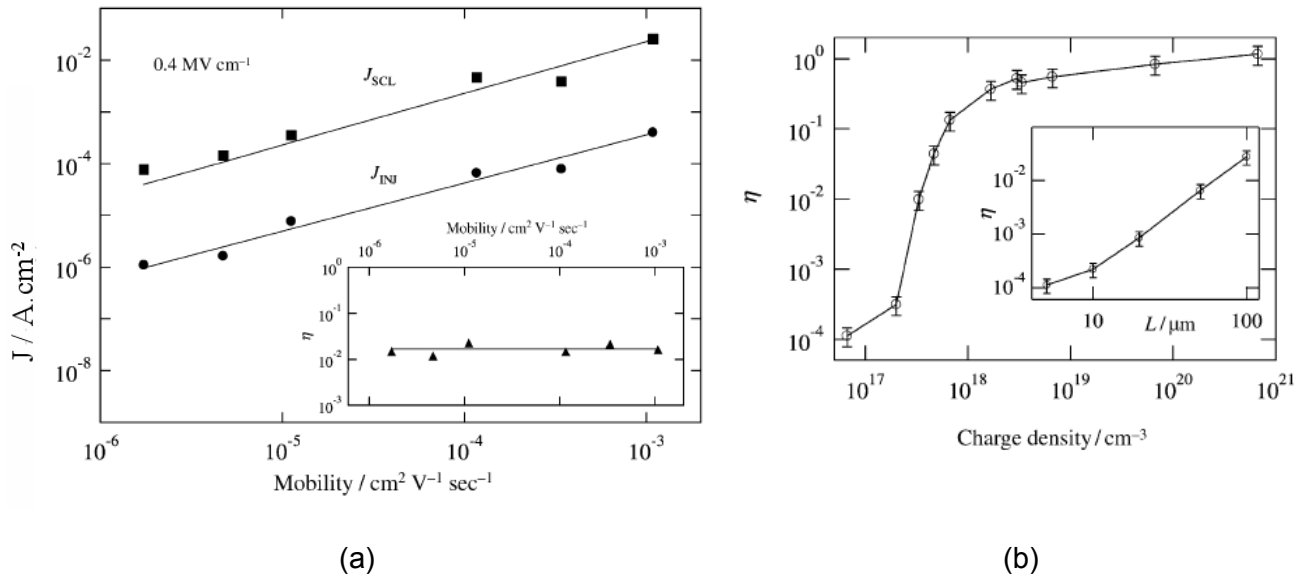 10⁻²
10⁻⁴
10⁻⁶
10⁻⁸
J / A.cm⁻²
0.4 MV cm⁻¹
J_SCL
J_INJ
Mobility / cm² V⁻¹ sec⁻¹
10⁻⁶ 10⁻⁵ 10⁻⁴ 10⁻³
10⁰
10⁻¹
10⁻²
10⁻³
η
10⁻⁶ 10⁻⁵ 10⁻⁴ 10⁻³
Mobility / cm² V⁻¹ sec⁻¹
(a)
10⁰
10⁻¹
10⁻²
10⁻³
10⁻⁴
η
10⁻²
10⁻³
10⁻⁴
η
10 L / µm 100
10¹⁷ 10¹⁸ 10¹⁹ 10²⁰ 10²¹
Charge density / cm⁻³
(b)